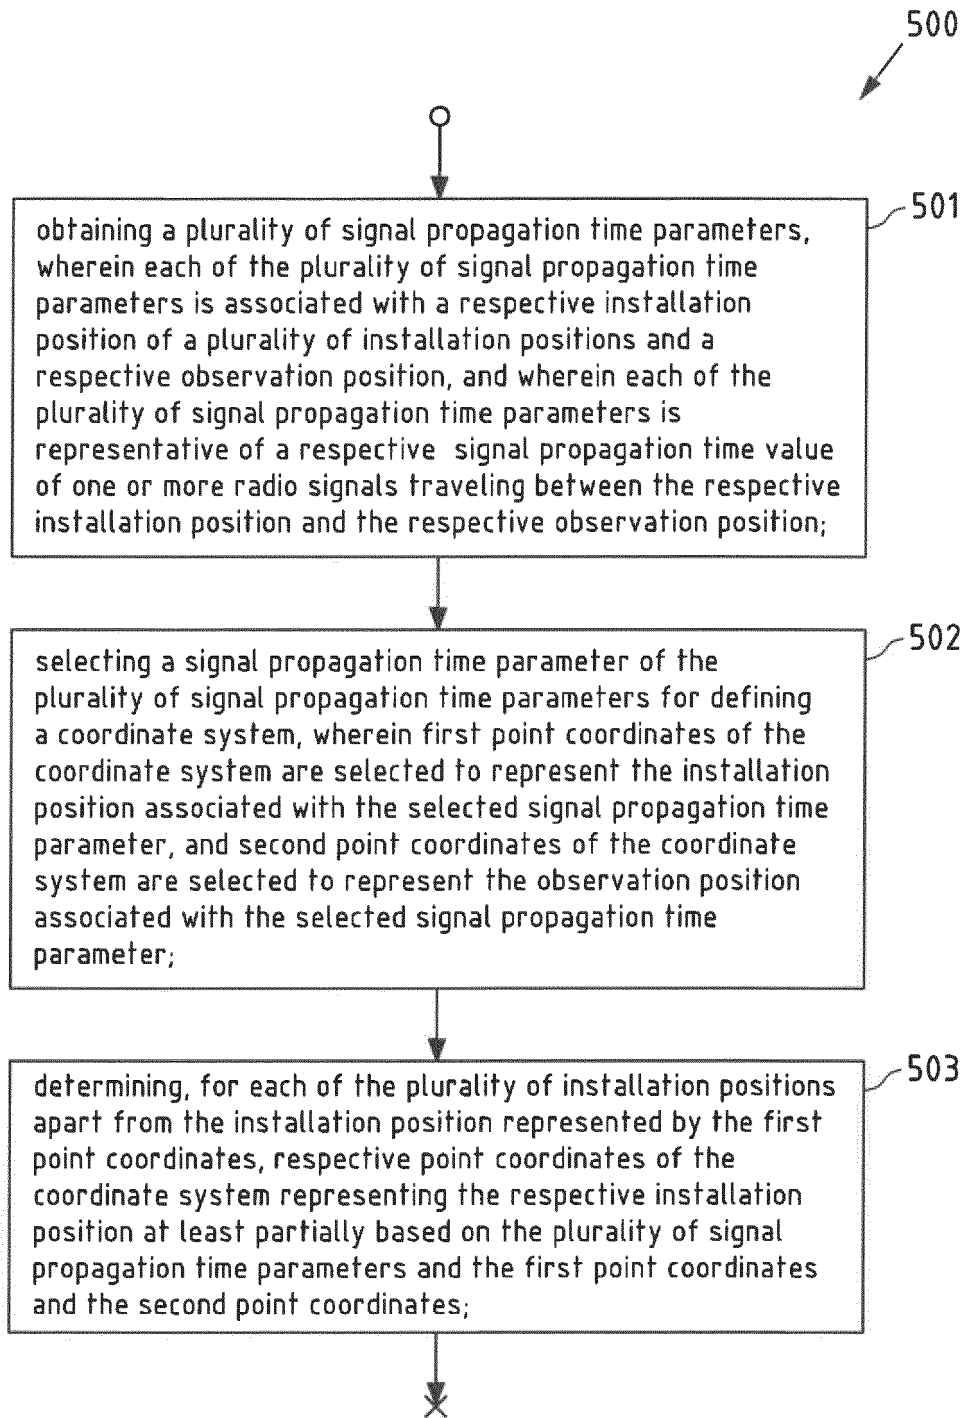 500
501
obtaining a plurality of signal propagation time parameters,
wherein each of the plurality of signal propagation time
parameters is associated with a respective installation
position of a plurality of installation positions and a
respective observation position, and wherein each of the
plurality of signal propagation time parameters is
representative of a respective signal propagation time value
of one or more radio signals traveling between the respective
installation position and the respective observation position;
502
selecting a signal propagation time parameter of the
plurality of signal propagation time parameters for defining
a coordinate system, wherein first point coordinates of the
coordinate system are selected to represent the installation
position associated with the selected signal propagation time
parameter, and second point coordinates of the coordinate
system are selected to represent the observation position
associated with the selected signal propagation time
parameter;
503
determining, for each of the plurality of installation positions
apart from the installation position represented by the first
point coordinates, respective point coordinates of the
coordinate system representing the respective installation
position at least partially based on the plurality of signal
propagation time parameters and the first point coordinates
and the second point coordinates;